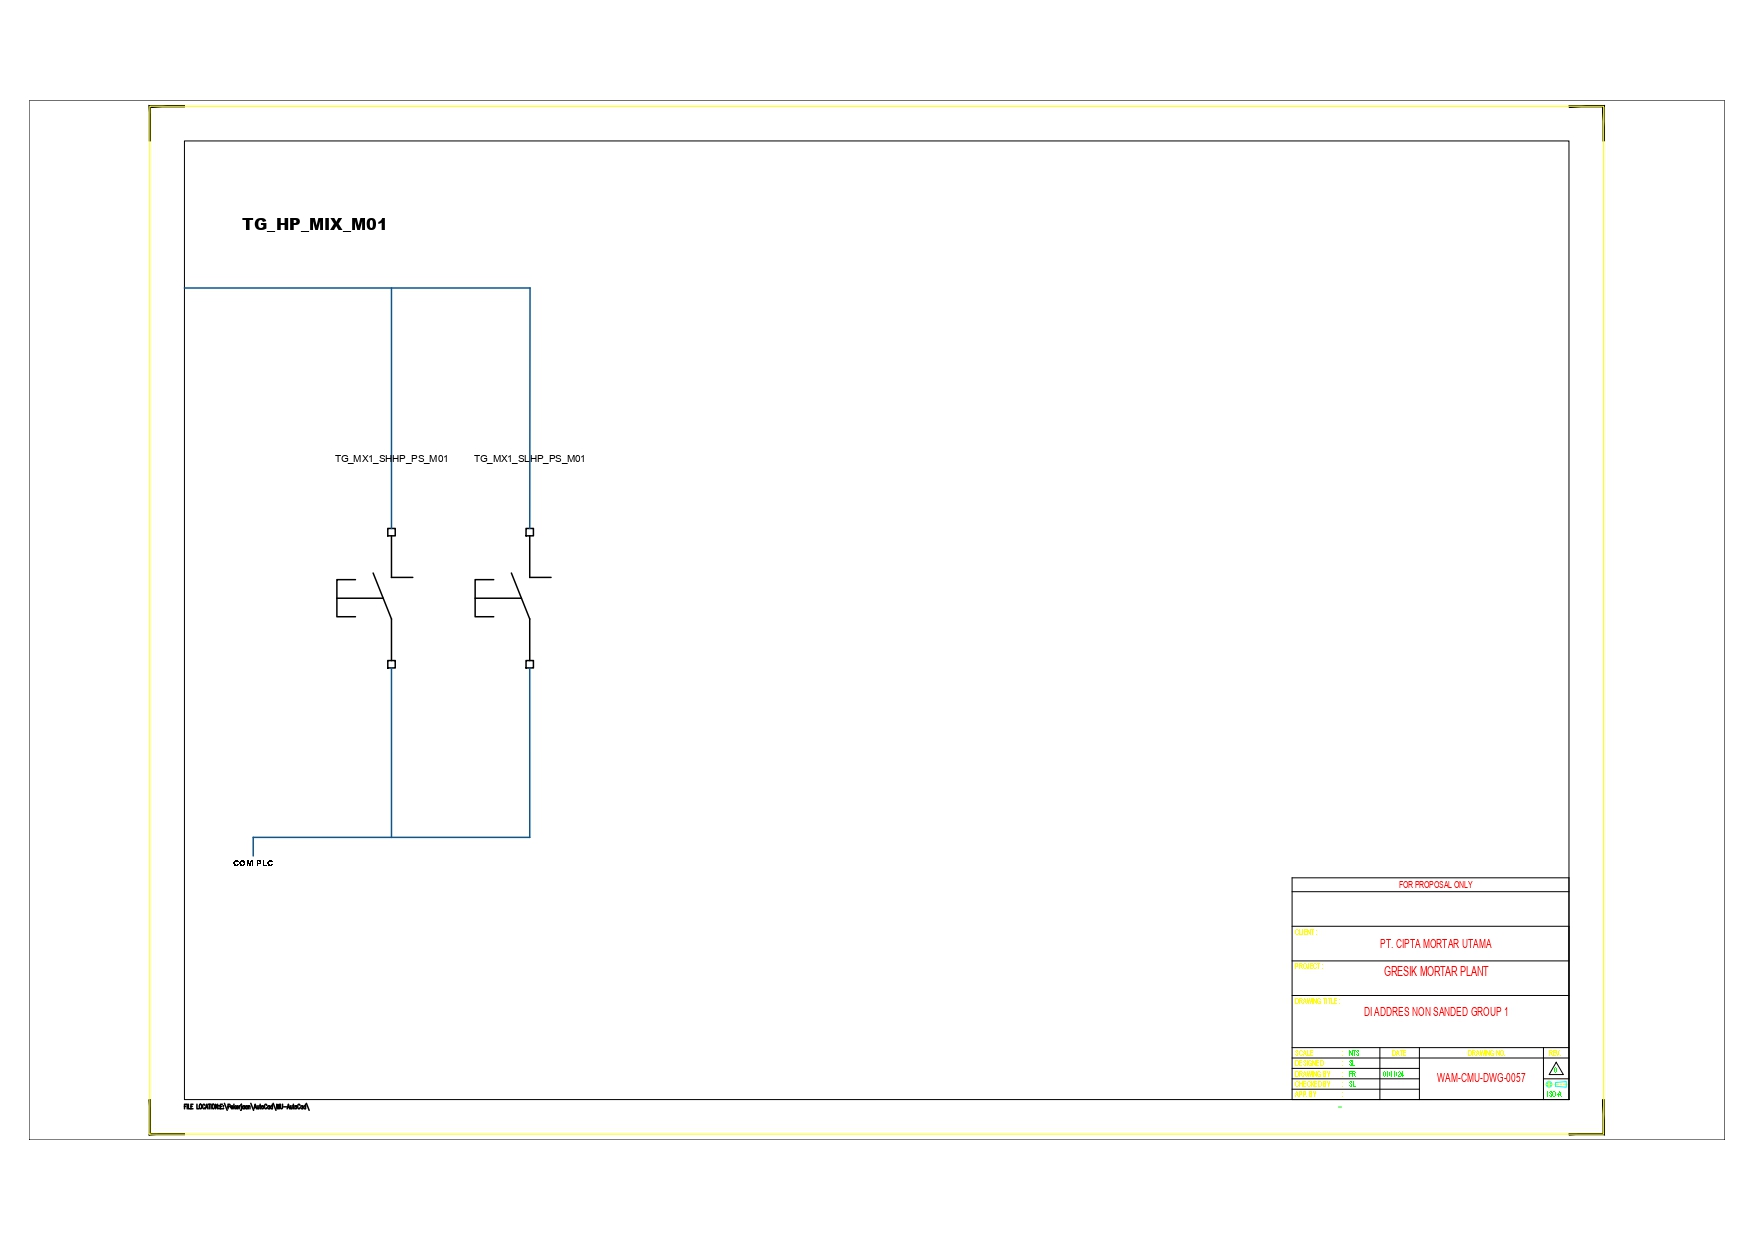 TG_HP_MIX_M01
TG_MX1_SHHP_PS_M01 TG_MX1_SLHP_PS_M01
COM PLC
FOR PROPOSAL ONLY
CLIENT :
PT. CIPTA MORTAR UTAMA
PROJECT :
GRESIK MORTAR PLANT
DRAWING TITLE :
DI ADDRES NON SANDED GROUP 1
SCALE : NTS DATE DRAWING NO. REV.
DESIGNED : SL
DRAWING BY : FR
CHECKED BY : SL
APP. BY :
WAM-CMU-DWG-0057
0
ISO-A
FILE LOCATION: